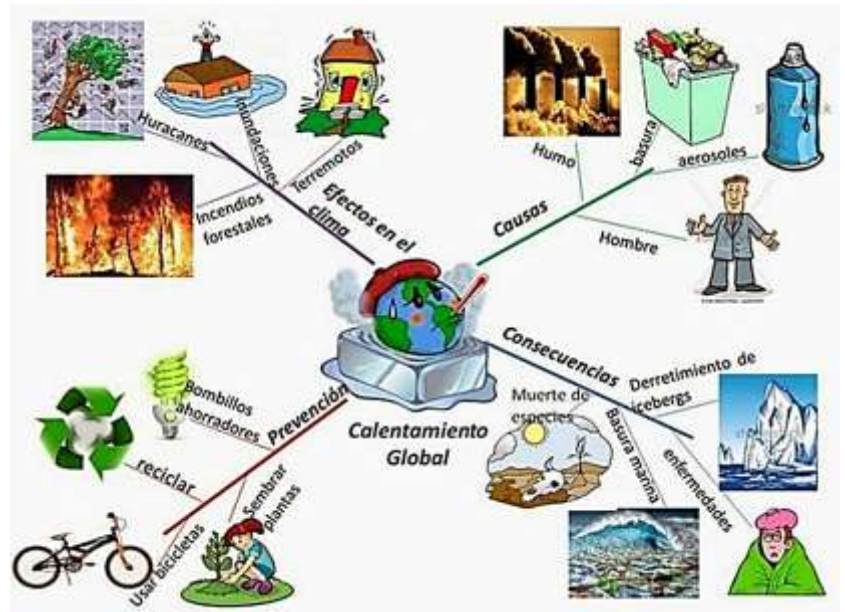 Huracanes
Inundaciones
Terremotos
Incendios
forestales
Efectos en el
clima
Humo
basura
aerosoles
Hombre
Causas
Consecuencias
Derretimiento de
icebergs
Muerte de
especies
Basura marina
enfermedades
Bombillos
ahorradores
Prevención
reciclar
Sembrar
plantas
Usar bicicletas
Calentamiento
Global